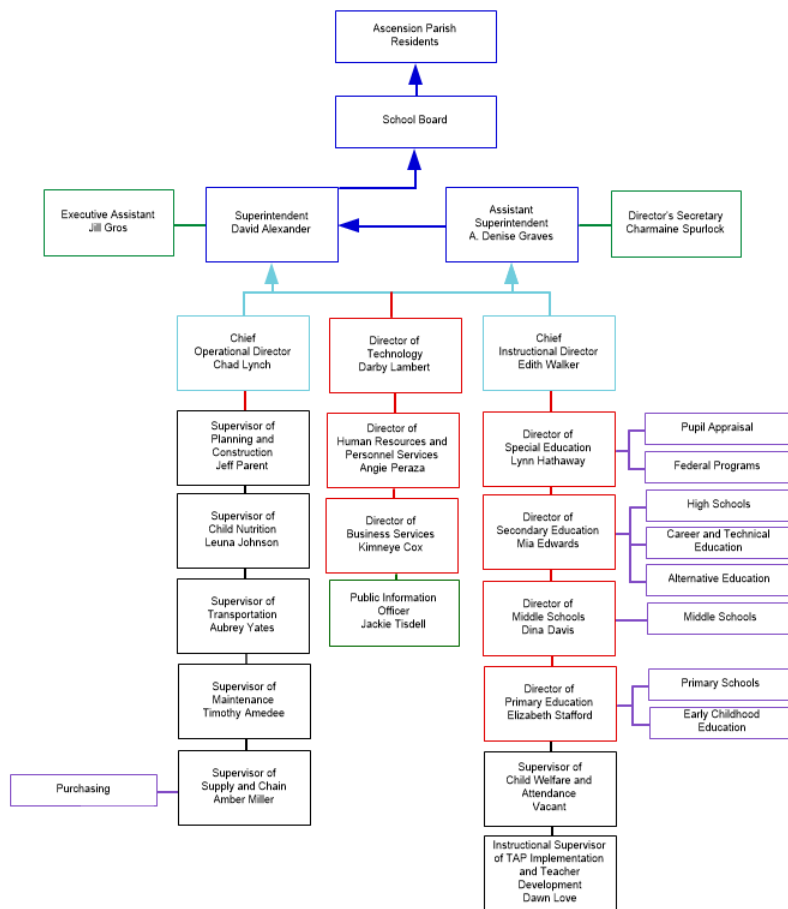 Ascension Parish
Residents
School Board
Executive Assistant
Jill Gros
Superintendent
David Alexander
Assistant
Superintendent
A. Denise Graves
Director's Secretary
Charmaine Spurlock
Chief
Operational Director
Chad Lynch
Director of
Technology
Darby Lambert
Chief
Instructional Director
Edith Walker
Supervisor of
Planning and
Construction
Jeff Parent
Director of
Human Resources and
Personnel Services
Angie Peraza
Director of
Special Education
Lynn Hathaway
Pupil Appraisal
Federal Programs
Supervisor of
Child Nutrition
Leuna Johnson
Director of
Business Services
Kimneye Cox
Director of
Secondary Education
Mia Edwards
High Schools
Career and Technical
Education
Alternative Education
Supervisor of
Transportation
Aubrey Yates
Public Information
Officer
Jackie Tisdell
Director of
Middle Schools
Dina Davis
Middle Schools
Supervisor of
Maintenance
Timothy Amedee
Director of
Primary Education
Elizabeth Stafford
Primary Schools
Early Childhood
Education
Purchasing
Supervisor of
Supply and Chain
Amber Miller
Supervisor of
Child Welfare and
Attendance
Vacant
Instructional Supervisor
of TAP Implementation
and Teacher
Development
Dawn Love